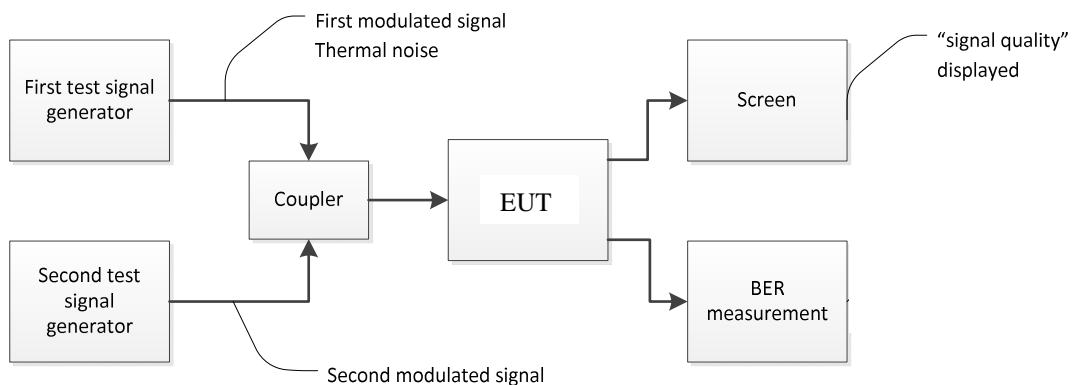 First modulated signal
Thermal noise
First test signal
generator
Coupler
EUT
Screen
“signal quality”
displayed
Second test
signal
generator
Second modulated signal
BER
measurement